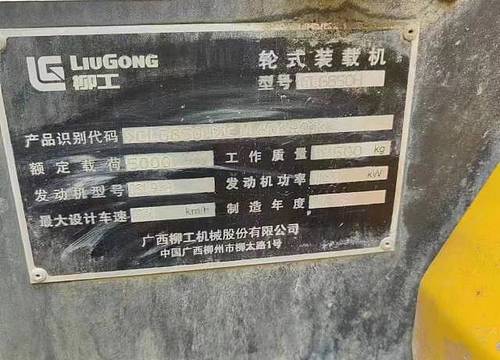 LIUGONG 轮式装载机
柳工 型号 CLG850H
产品识别代码
额定载荷 5000 工作质量 kg
发动机型号 发动机功率 kW
最大设计车速 km/h 制造年度
广西柳工机械股份有限公司
中国广西柳州市柳太路1号